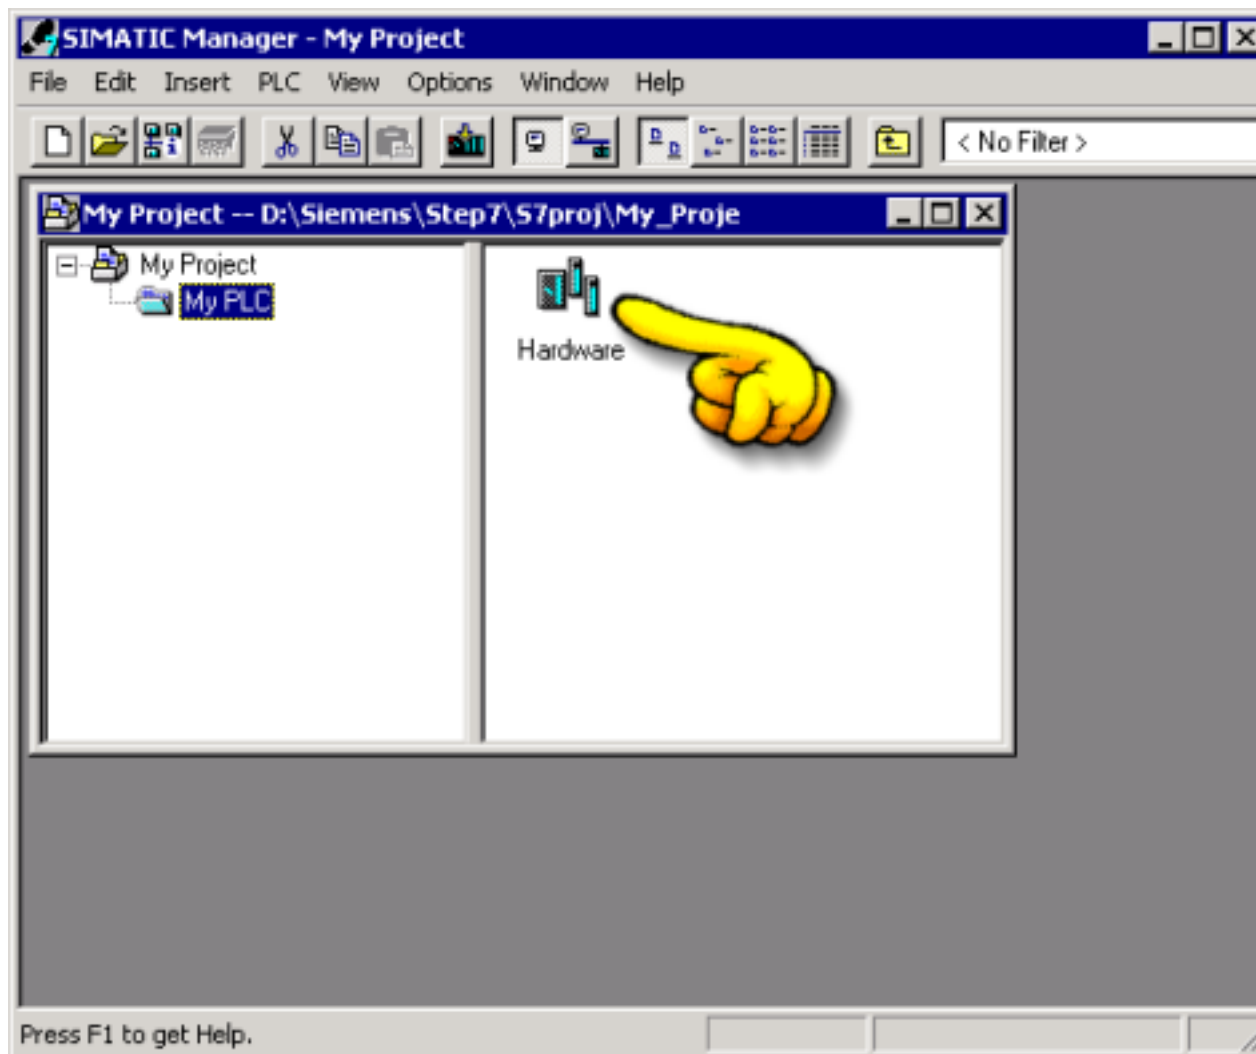 SIMATIC Manager - My Project
File Edit Insert PLC View Options Window Help
< No Filter >
My Project -- D:\Siemens\Step7\S7proj\My_Proje
My Project
My PLC
Hardware
Press F1 to get Help.